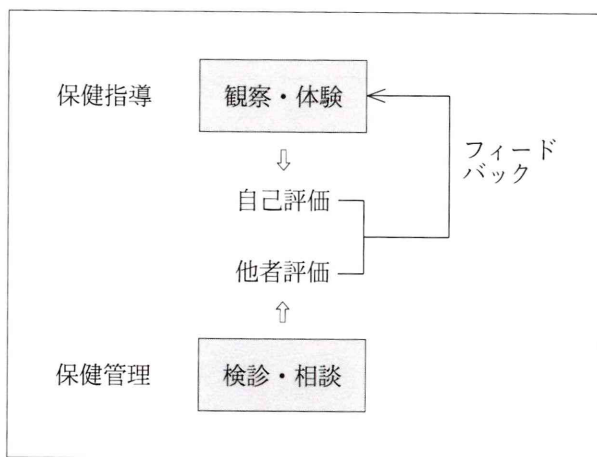 保健指導
観察・体験
フィード
バック
自己評価
他者評価
保健管理
検診・相談